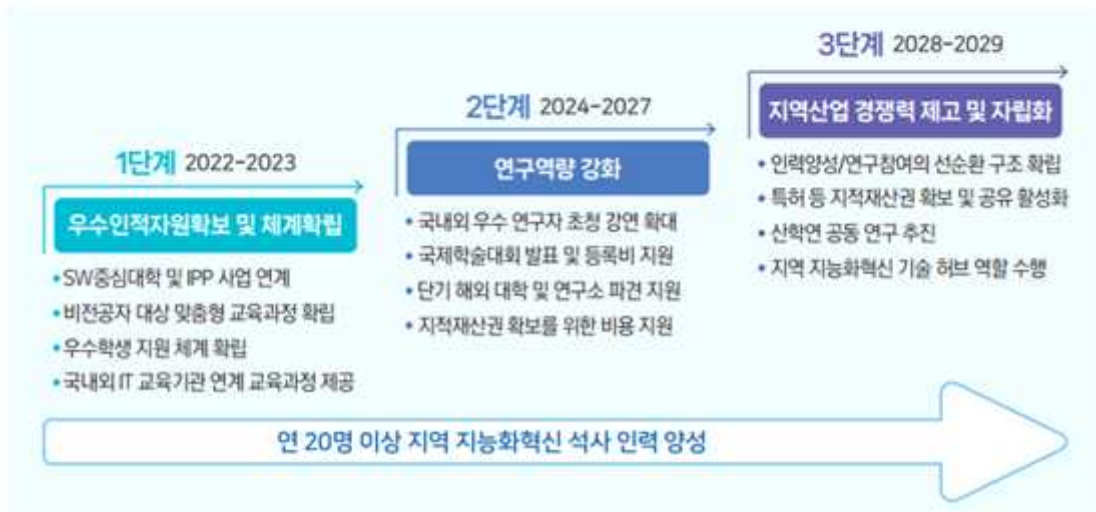 1단계 2022-2023
우수인적자원확보 및 체계확립
• SW중심대학 및 IPP 사업 연계
• 비전공자 대상 맞춤형 교육과정 확립
• 우수학생 지원 체계 확립
• 국내외 IT 교육기관 연계 교육과정 제공
2단계 2024-2027
연구역량 강화
• 국내외 우수 연구자 초청 강연 확대
• 국제학술대회 발표 및 등록비 지원
• 단기 해외 대학 및 연구소 파견 지원
• 지적재산권 확보를 위한 비용 지원
3단계 2028-2029
지역산업 경쟁력 제고 및 자립화
• 인력양성/연구참여의 선순환 구조 확립
• 특허 등 지적재산권 확보 및 공유 활성화
• 산학연 공동 연구 추진
• 지역 지능화혁신 기술 허브 역할 수행
연 20명 이상 지역 지능화혁신 석사 인력 양성